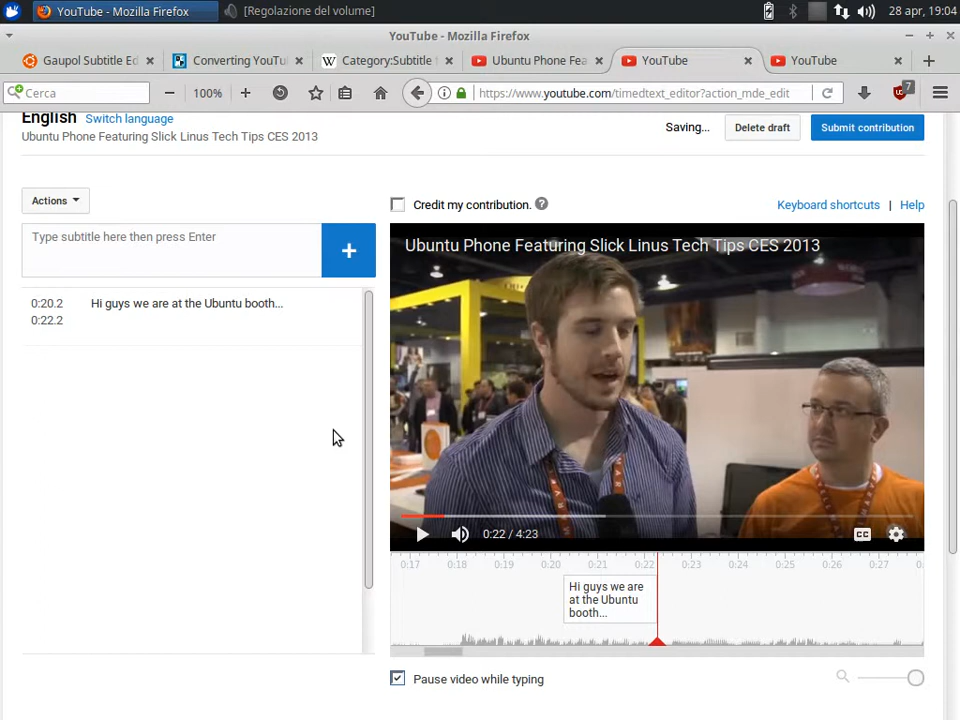 YouTube - Mozilla Firefox
[Regolazione del volume]
28 apr, 19:04
YouTube - Mozilla Firefox
Gaupol Subtitle Ed
Converting YouTu
Category:Subtitle
Ubuntu Phone Fea
YouTube
YouTube
Cerca
100%
https://www.youtube.com/timedtext_editor?action_mde_edit
7
English
Switch language
Ubuntu Phone Featuring Slick Linus Tech Tips CES 2013
Saving...
Delete draft
Submit contribution
Actions
Credit my contribution.
?
Keyboard shortcuts | Help
Type subtitle here then press Enter
+
Ubuntu Phone Featuring Slick Linus Tech Tips CES 2013
0:20.2
Hi guys we are at the Ubuntu booth...
0:22.2
0:22 / 4:23
CC
0:17 0:18 0:19 0:20 0:21 0:22 0:23 0:24 0:25 0:26 0:27
Hi guys we are
at the Ubuntu
booth...
Pause video while typing